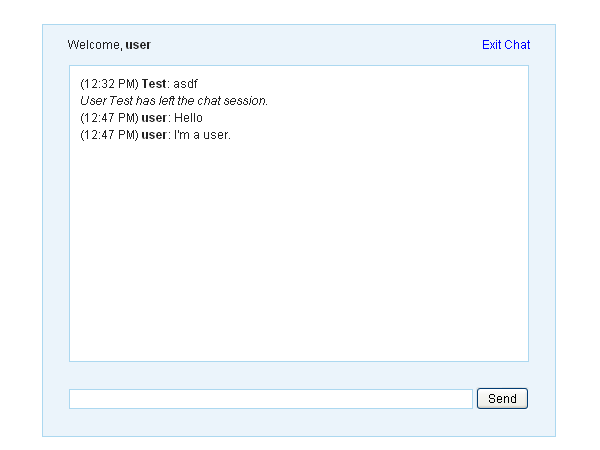 Welcome, user
Exit Chat
(12:32 PM) Test: asdf
User Test has left the chat session.
(12:47 PM) user: Hello
(12:47 PM) user: I'm a user.
Send